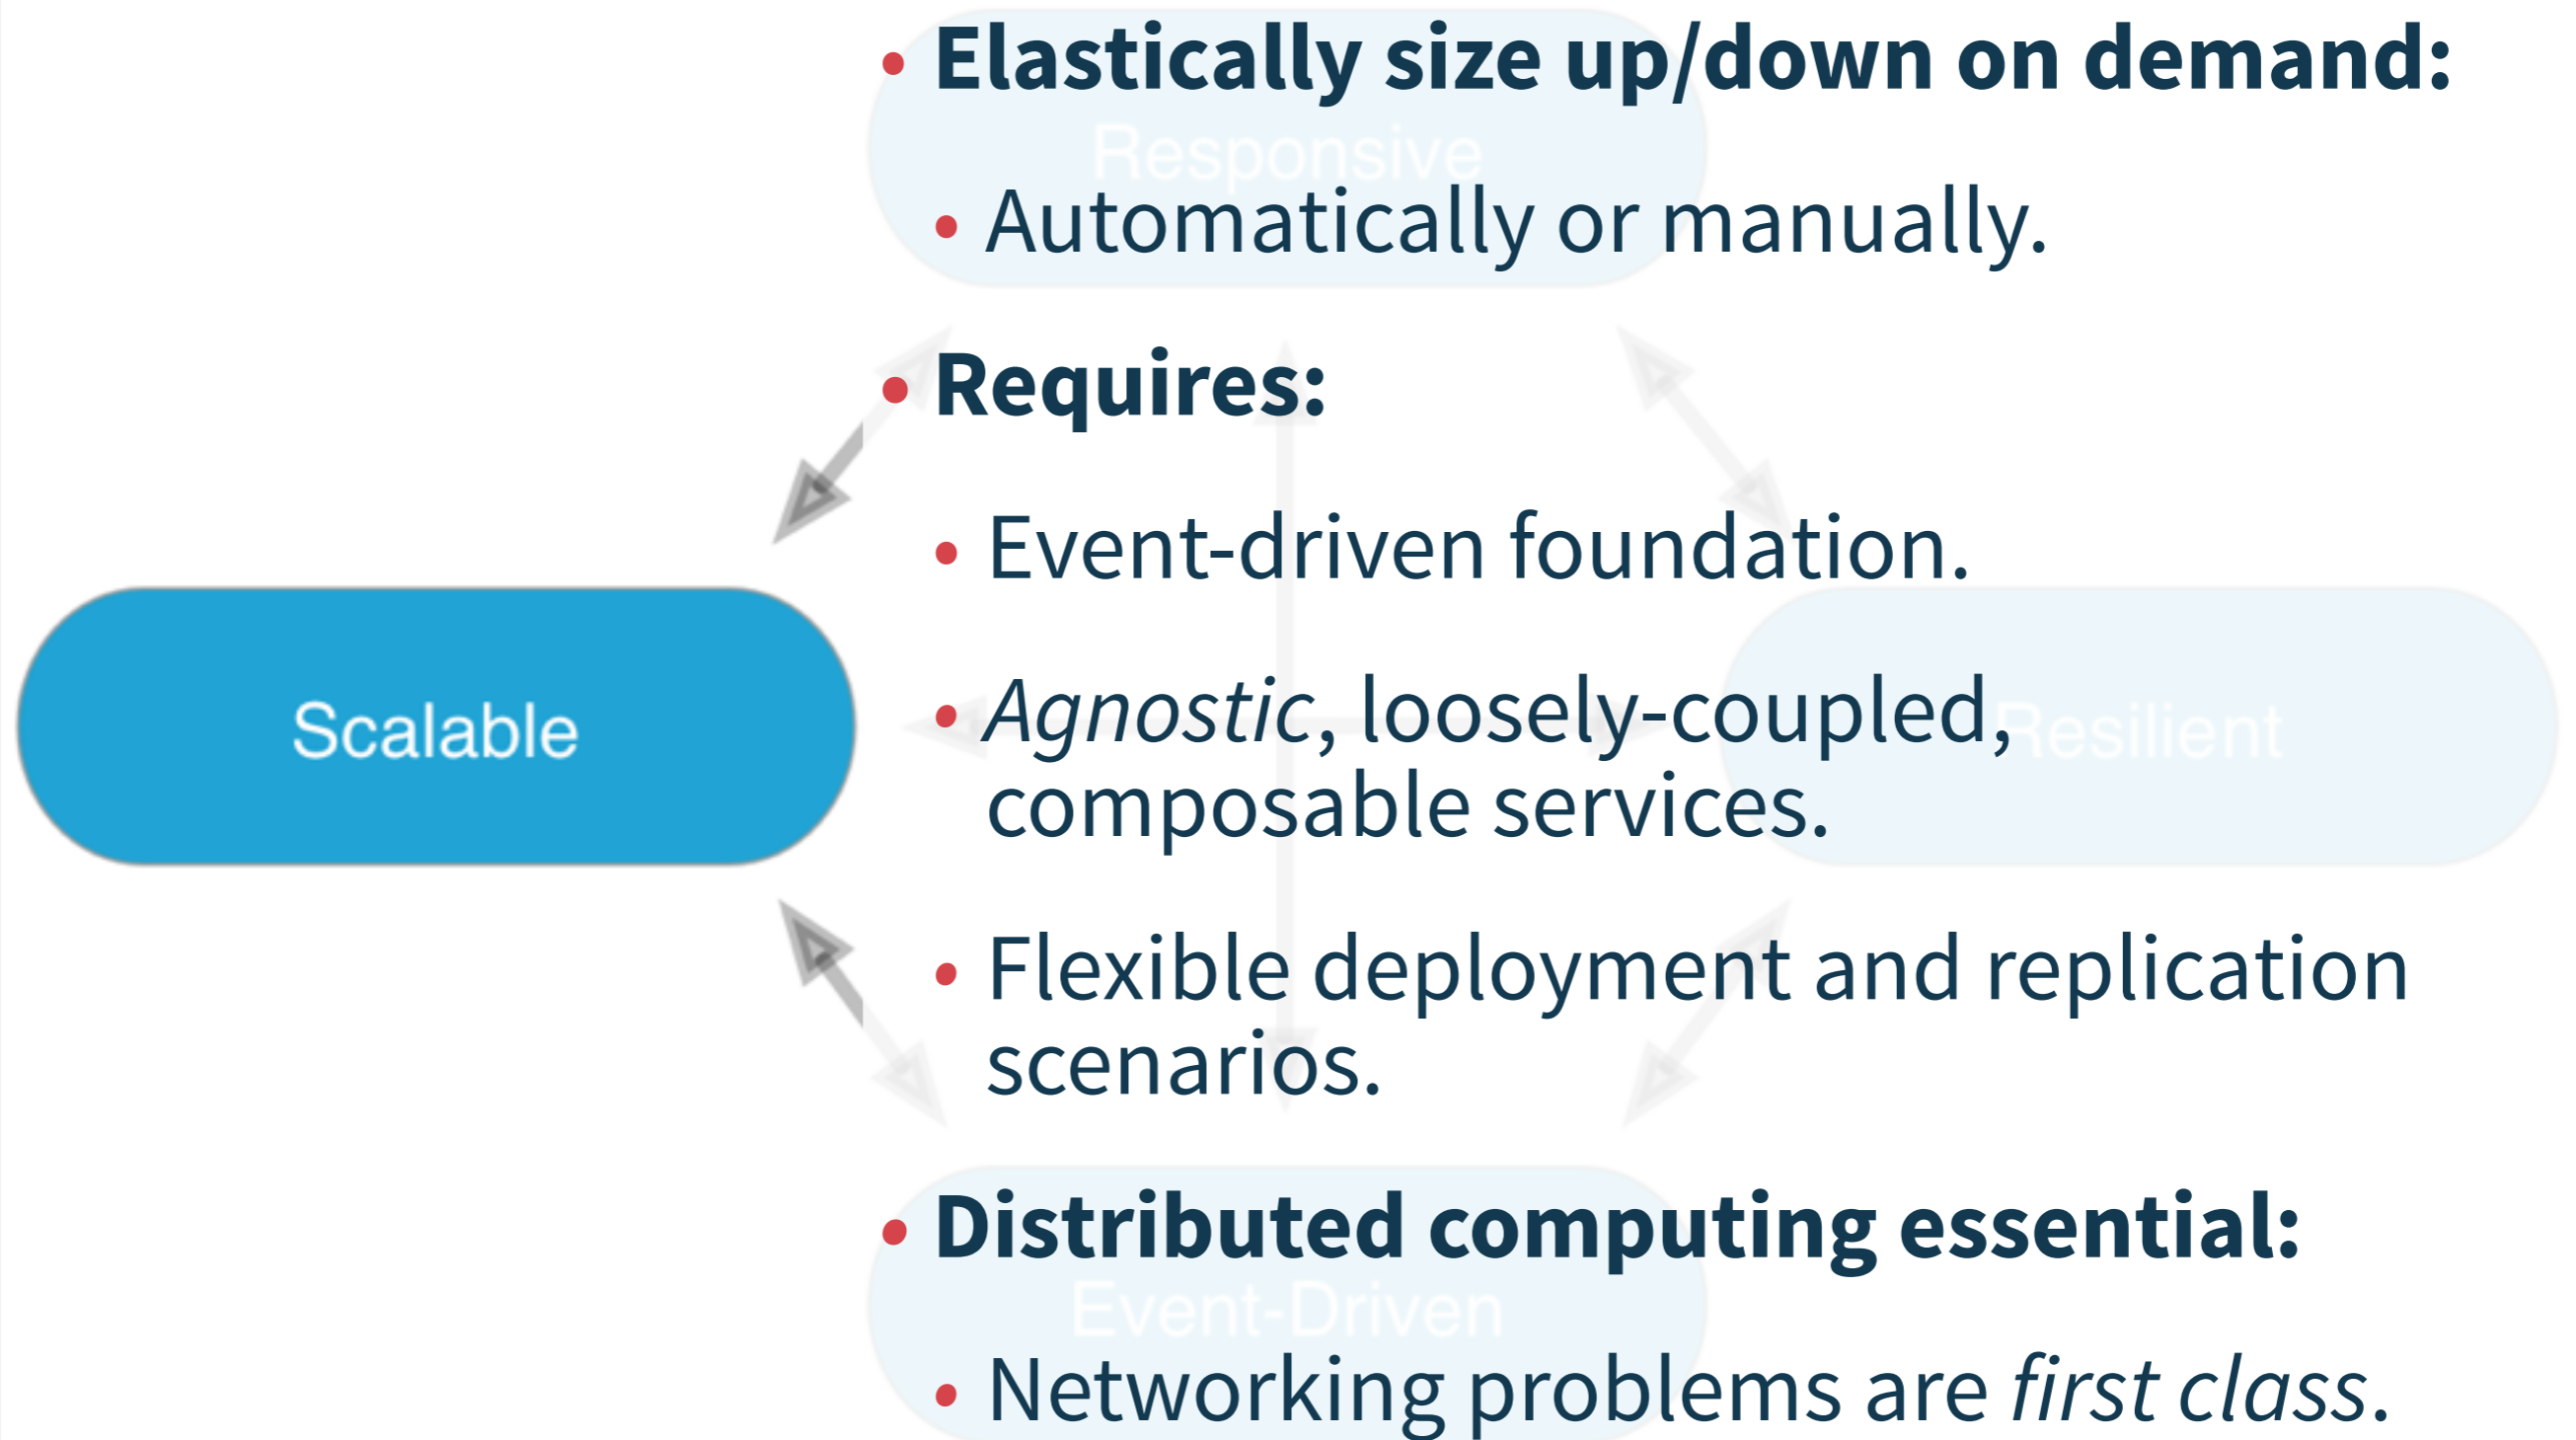 • Elastically size up/down on demand:
Responsive
• Automatically or manually.
• Requires:
• Event-driven foundation.
Scalable
• Agnostic, loosely-coupled,
Resilient
composable services.
• Flexible deployment and replication
scenarios.
• Distributed computing essential:
Event-Driven
• Networking problems are first class.